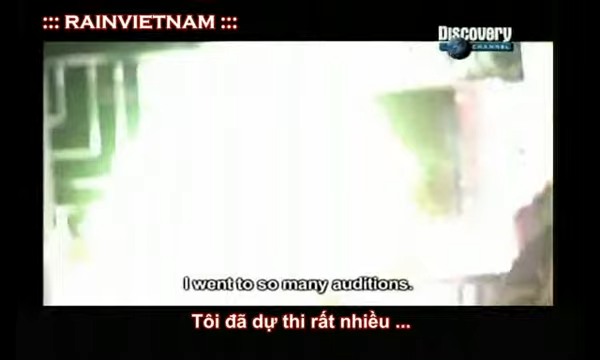 ::: RAINVIETNAM :::
Discovery
CHANNEL
I went to so many auditions.
Tôi đã dự thi rất nhiều ...